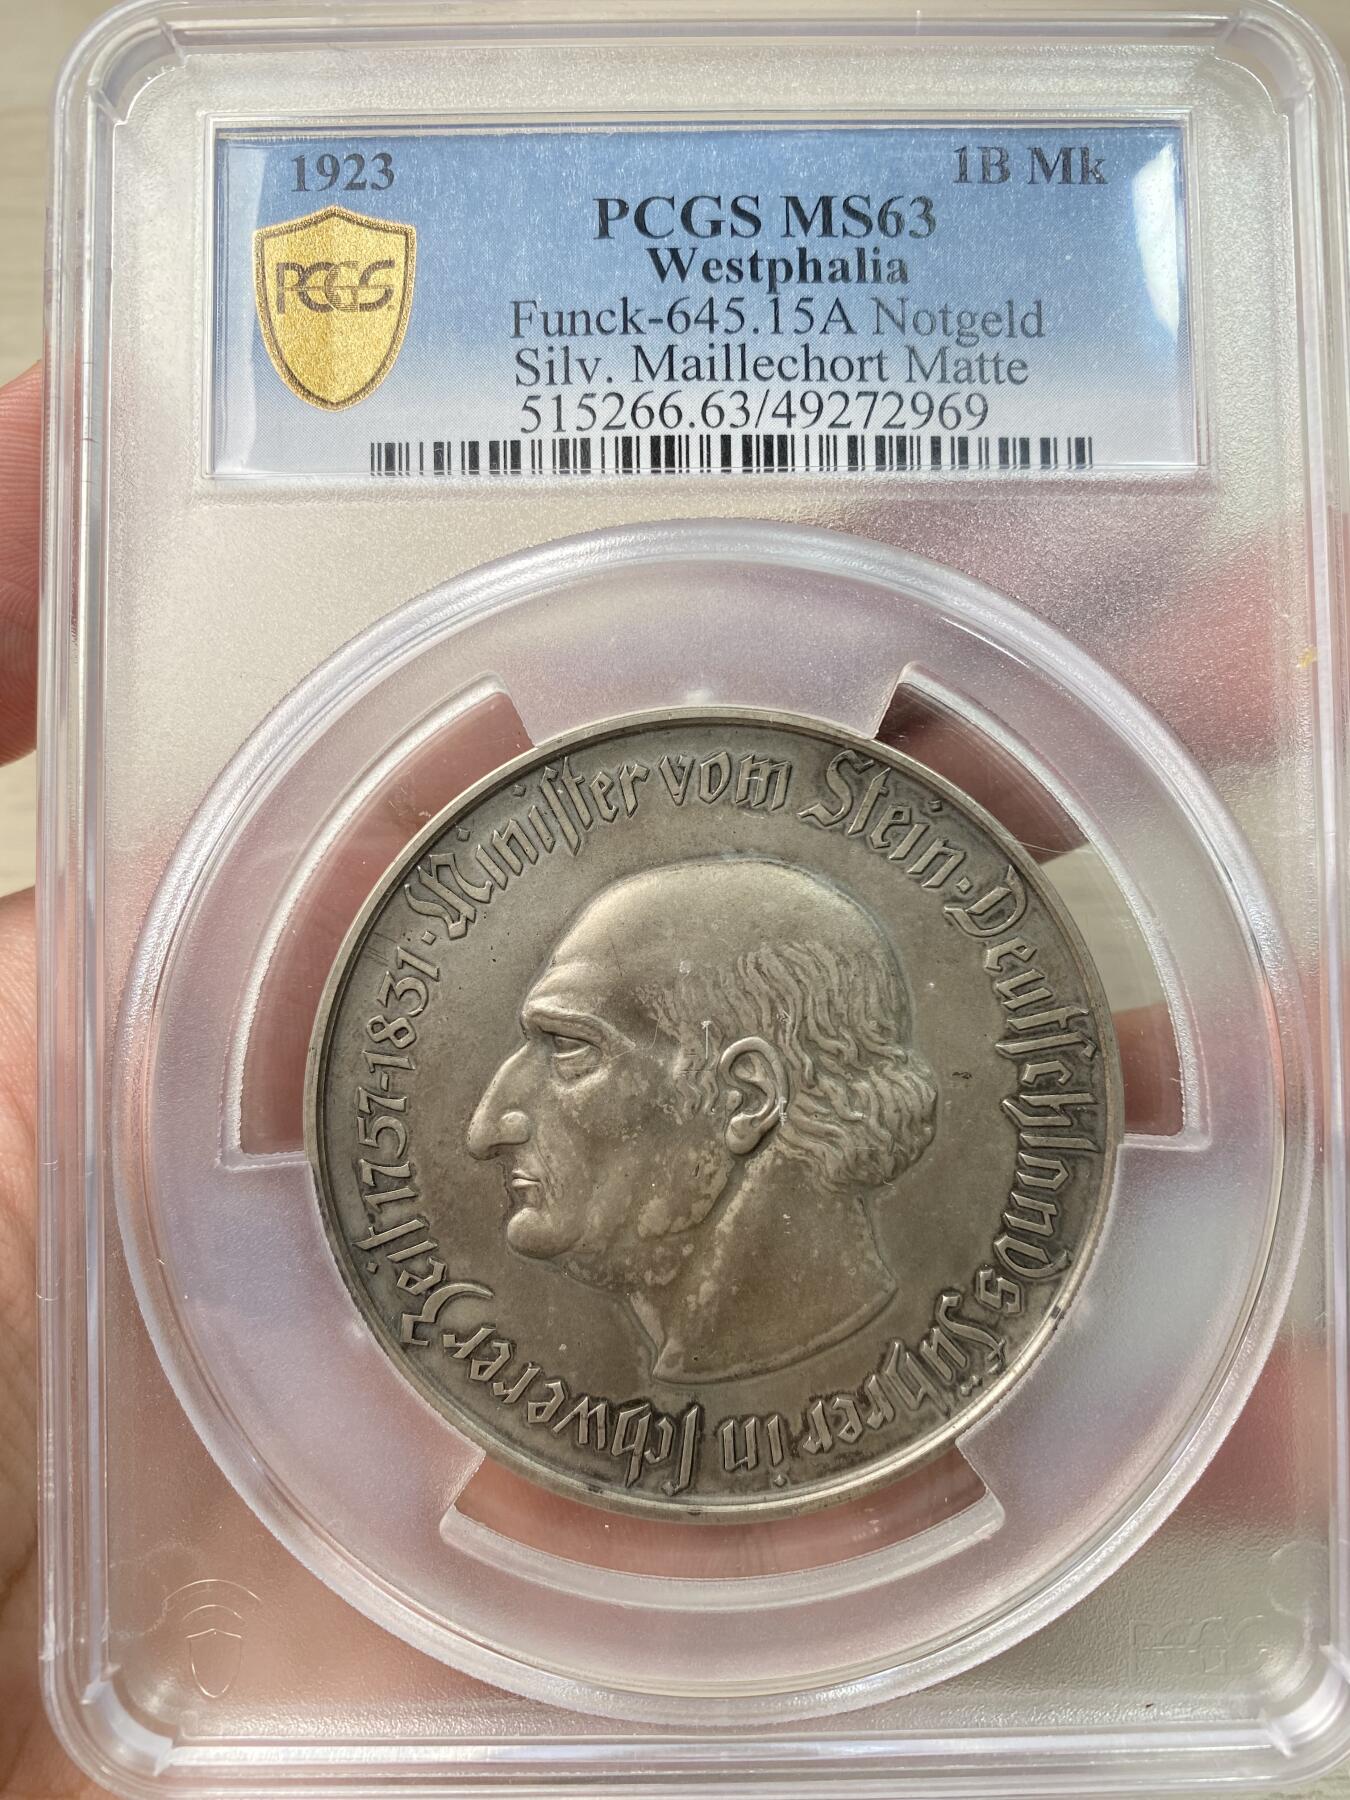 1923
1B Mk
PCGS MS63
Westphalia
Funck-645.15A Notgeld
Silv. Maillechort Matte
515266.63/49272969
PCGS
·Miniſter vom Stein·Deutſchlands Führer in ſchwerer Zeit 1757-1831
PCGS